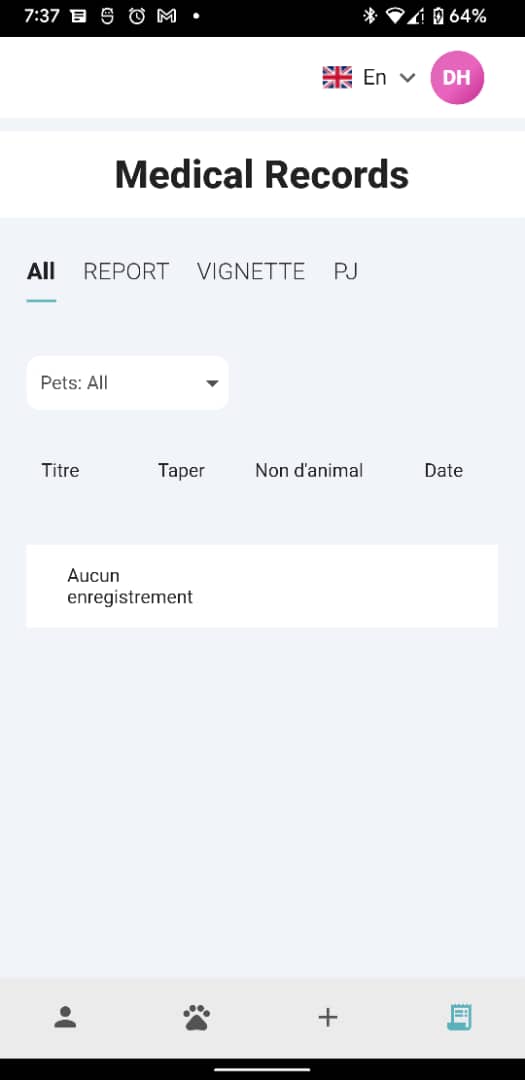 7:37 64%
En DH
Medical Records
All REPORT VIGNETTE PJ
Pets: All
Titre Taper Non d'animal Date
Aucun
enregistrement